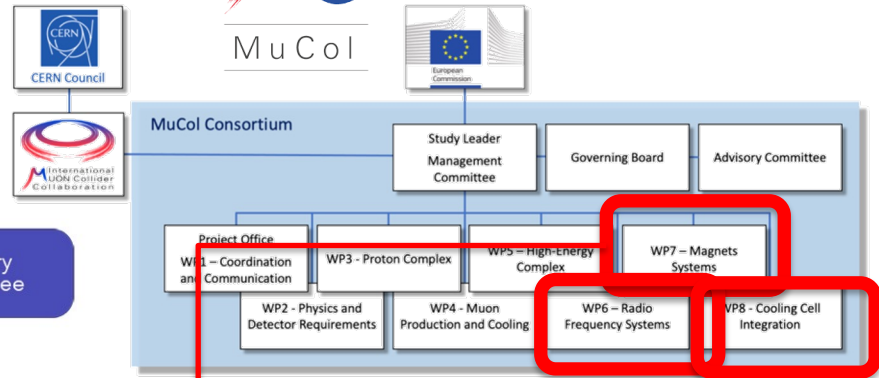 MuCol
CERN
CERN Council
European
Commission
International
MUON Collider
Collaboration
MuCol Consortium
Study Leader
Management
Committee
Governing Board
Advisory Committee
Project Office
WP1 – Coordination
and Communication
WP3 - Proton Complex
WP5 – High-Energy
Complex
WP7 – Magnets
Systems
WP2 - Physics and
Detector Requirements
WP4 - Muon
Production and Cooling
WP6 – Radio
Frequency Systems
WP8 - Cooling Cell
Integration
ry
ee